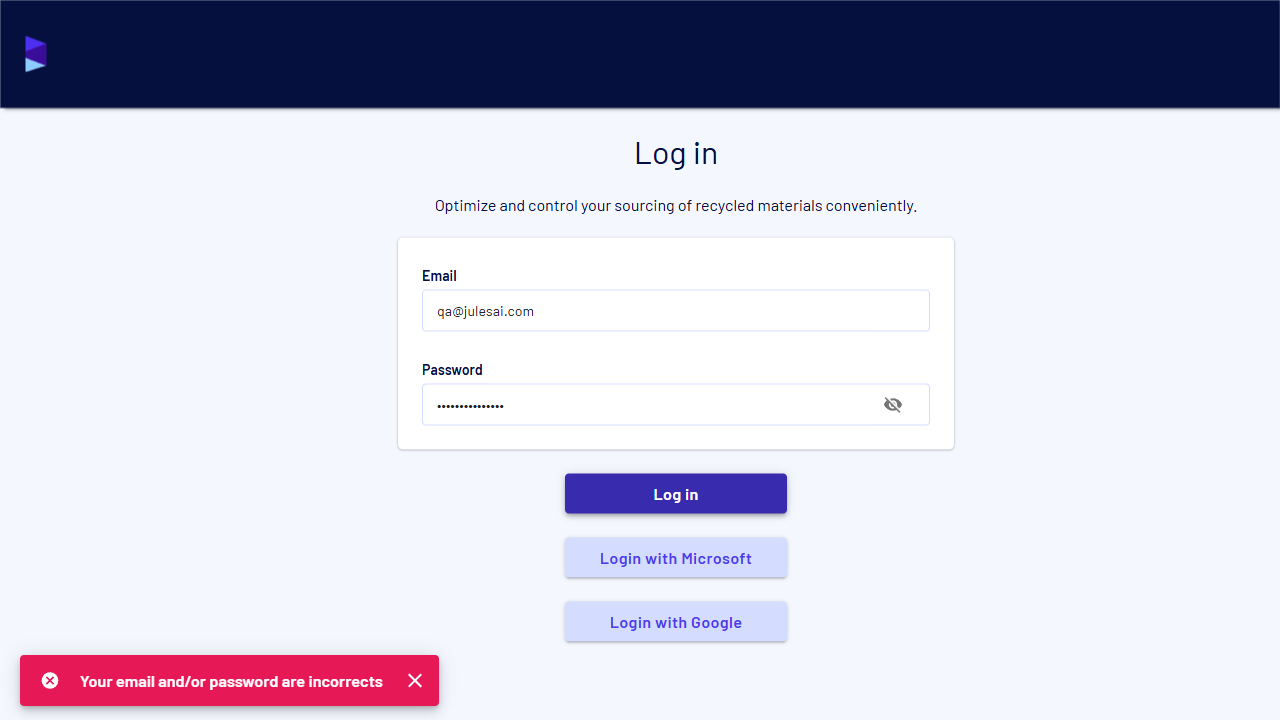 Log in
Optimize and control your sourcing of recycled materials conveniently.
Email
qa@julesai.com
Password
•••••••••••••••
Log in
Login with Microsoft
Login with Google
Your email and/or password are incorrects